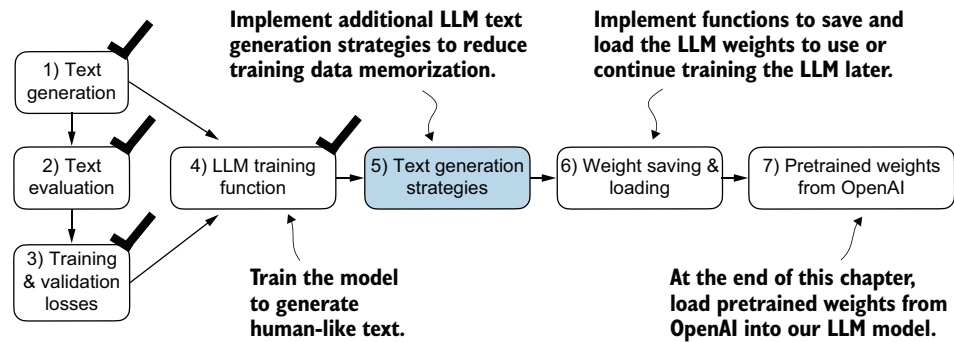 Implement additional LLM text
generation strategies to reduce
training data memorization.
Implement functions to save and
load the LLM weights to use or
continue training the LLM later.
1) Text
generation
2) Text
evaluation
3) Training
& validation
losses
4) LLM training
function
5) Text generation
strategies
6) Weight saving &
loading
7) Pretrained weights
from OpenAI
Train the model
to generate
human-like text.
At the end of this chapter,
load pretrained weights from
OpenAI into our LLM model.